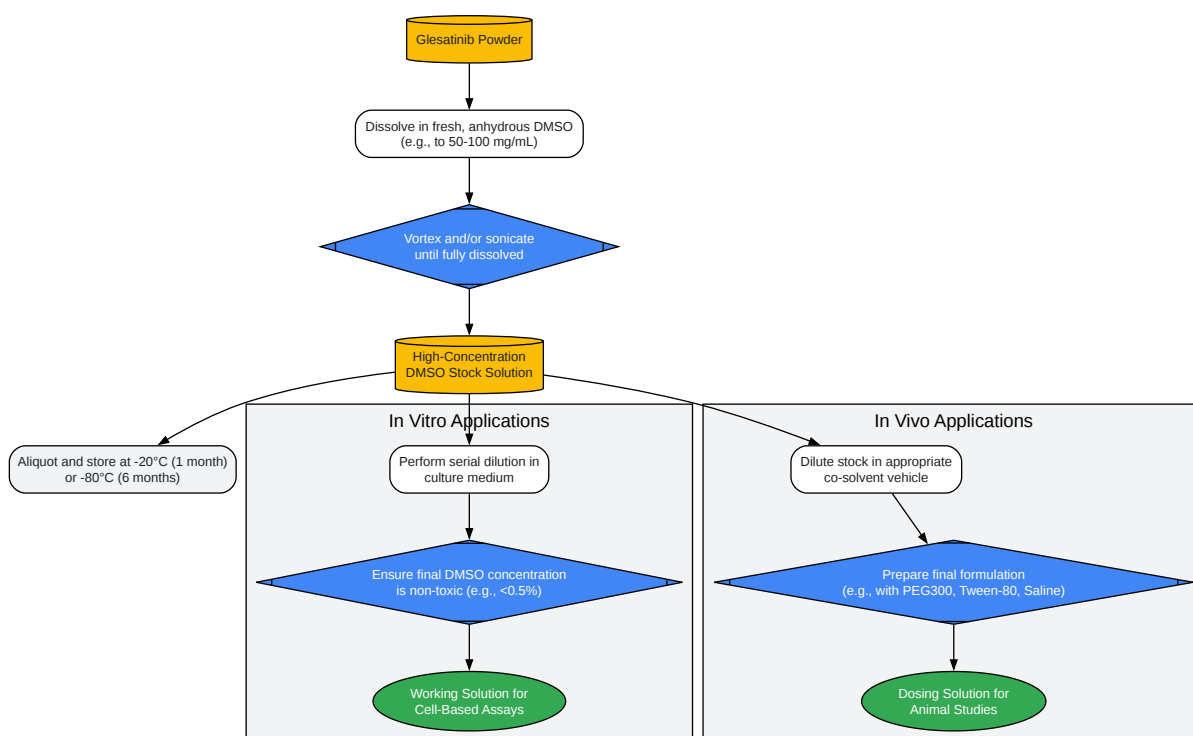 Glesatinib Powder
Dissolve in fresh, anhydrous DMSO
(e.g., to 50-100 mg/mL)
Vortex and/or sonicate
until fully dissolved
High-Concentration
DMSO Stock Solution
In Vitro Applications
In Vivo Applications
Aliquot and store at -20°C (1 month)
or -80°C (6 months)
Perform serial dilution in
culture medium
Dilute stock in appropriate
co-solvent vehicle
Ensure final DMSO concentration
is non-toxic (e.g., <0.5%)
Prepare final formulation
(e.g., with PEG300, Tween-80, Saline)
Working Solution for
Cell-Based Assays
Dosing Solution for
Animal Studies